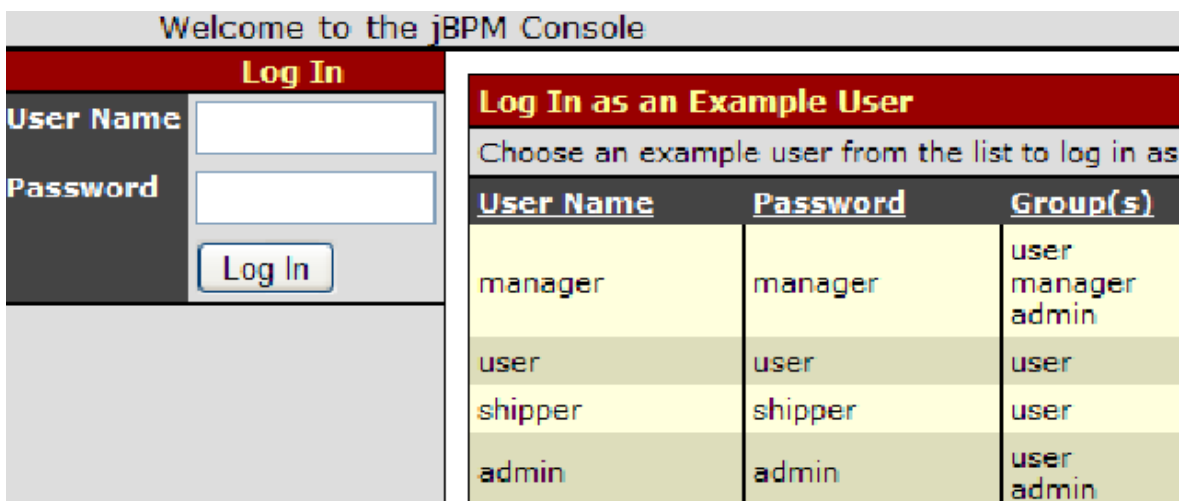 Welcome to the jBPM Console
Log In
User Name
Password
Log In
Log In as an Example User
Choose an example user from the list to log in as
User Name Password Group(s)
manager manager user
manager
admin
user user user
shipper shipper user
admin admin user
admin